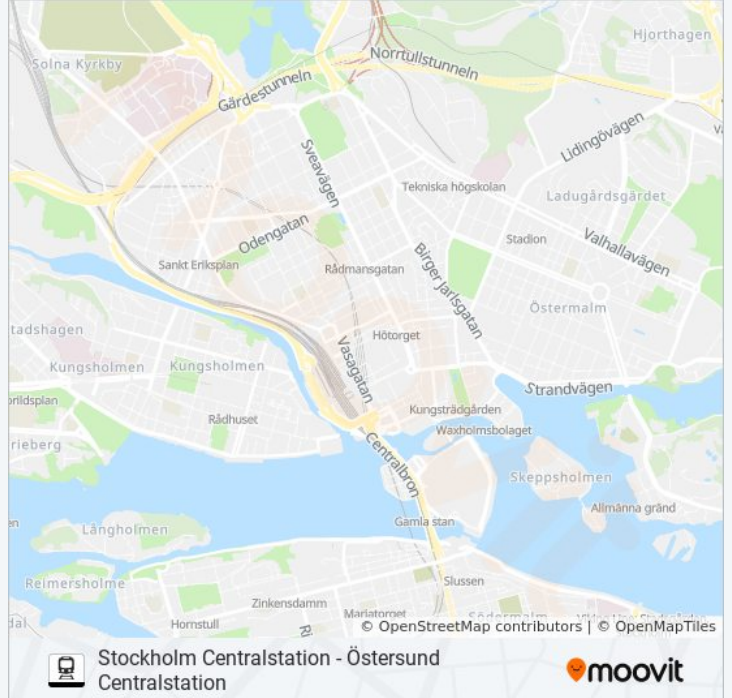 Hjorthagen
Solna Kyrkby
Norrtullstunneln
Gärdestunneln
Lidingövägen
Sveavägen
Tekniska högskolan
Ladugårdsgärdet
Odengatan
Stadion
Valhallavägen
Sankt Eriksplan
Rådmansgatan
Birger Jarlsgatan
Östermalm
tadshagen
Hötorget
Vasagatan
Kungsholmen
Kungsholmen
Strandvägen
Rådhuset
Kungsträdgården
Waxholmsbolaget
rieberg
Centralbron
Skeppsholmen
Allmänna gränd
Gamla stan
Långholmen
Reimersholme
Slussen
Zinkensdamm
Mariatorget
Hornstull
© OpenStreetMap contributors | © OpenMapTiles
Stockholm Centralstation - Östersund
Centralstation
moovit